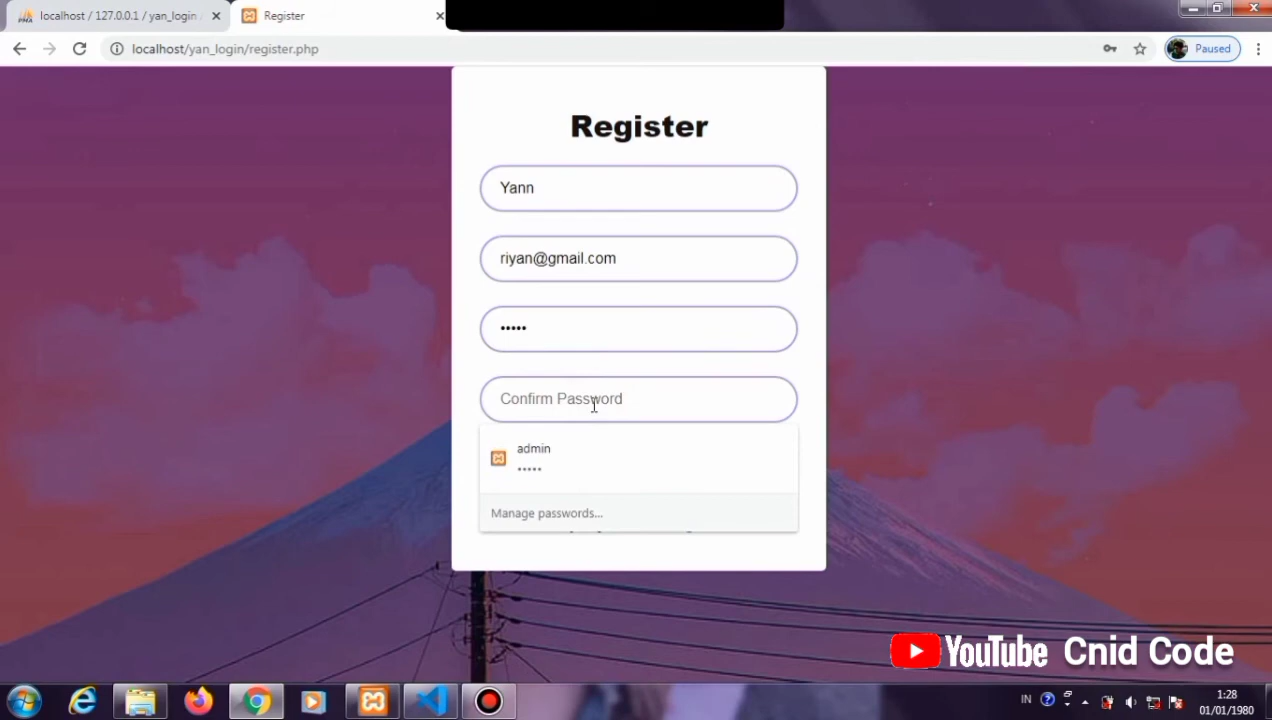 localhost / 127.0.0.1 / yan_login
Register
localhost/yan_login/register.php
Paused
Register
Yann
riyan@gmail.com
•••••
Confirm Password
admin
•••••
Manage passwords...
YouTube Cnid Code
IN
1:28
01/01/1980